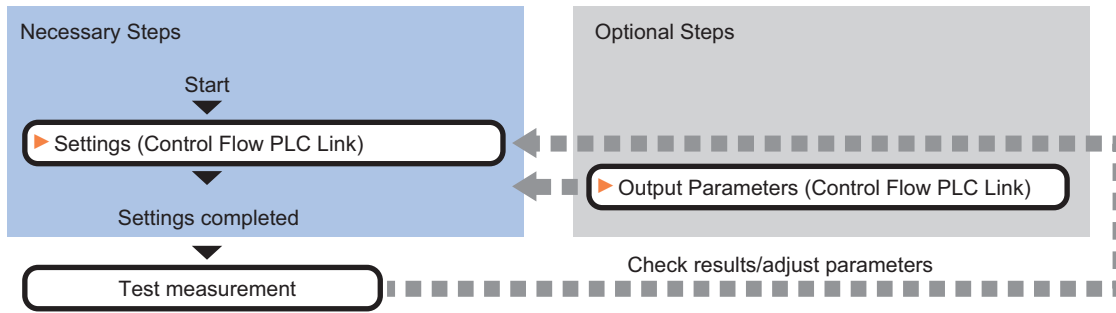 Necessary Steps
Start
Settings (Control Flow PLC Link)
Settings completed
Test measurement
Optional Steps
Output Parameters (Control Flow PLC Link)
Check results/adjust parameters